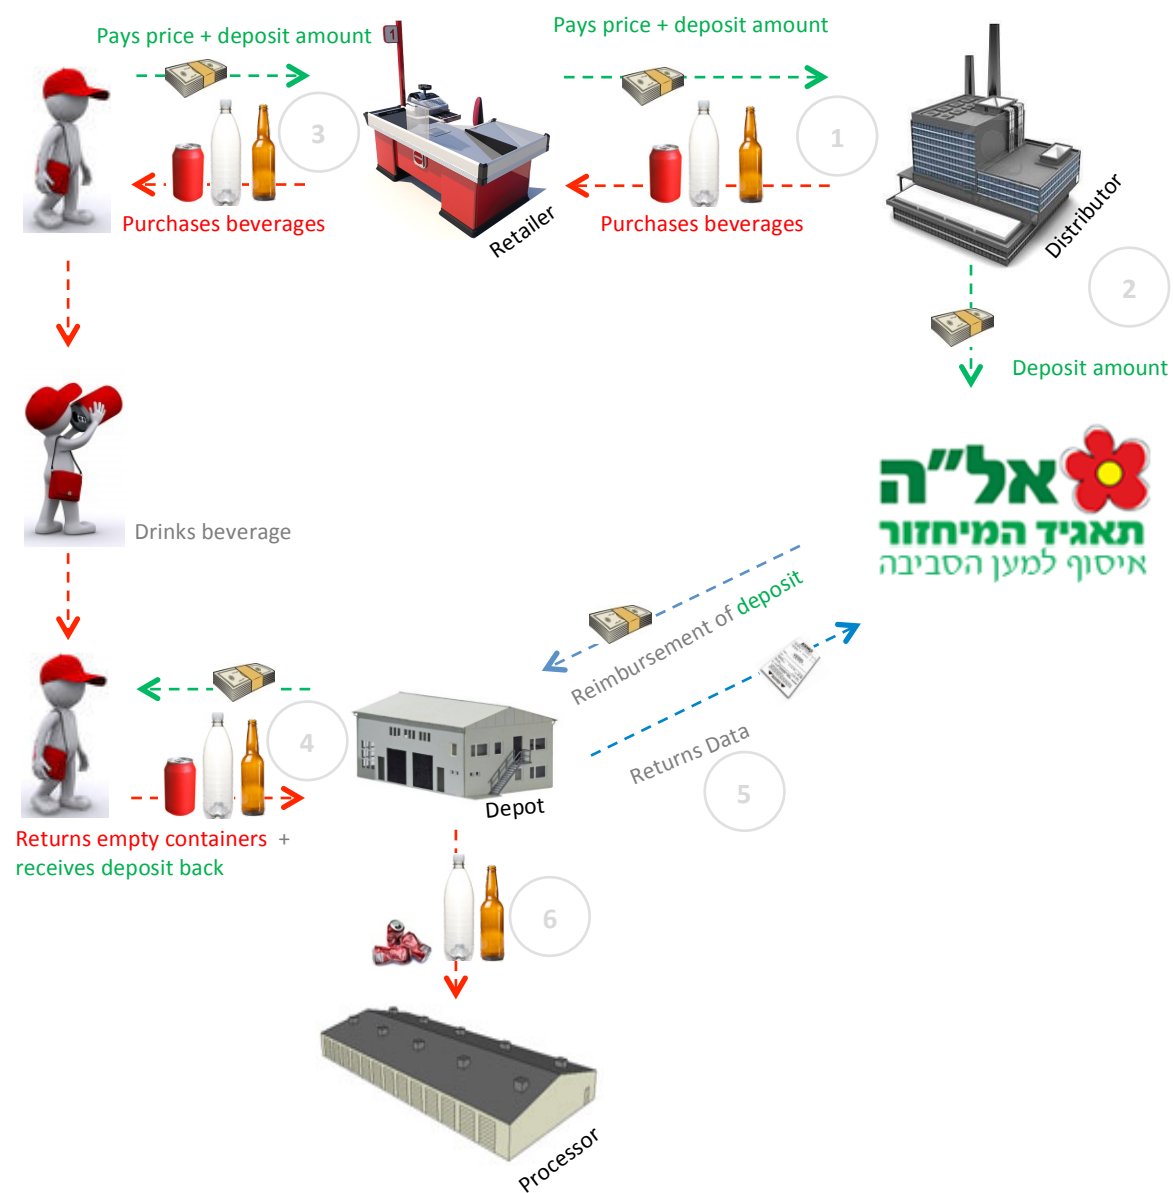 Pays price + deposit amount
Pays price + deposit amount
1
3
1
Purchases beverages
Purchases beverages
Retailer
Distributor
2
Deposit amount
אל״ה
תאגיד המיחזור
איסוף למען הסביבה
Drinks beverage
Reimbursement of deposit
Returns Data
4
5
Depot
Returns empty containers +
receives deposit back
6
Processor